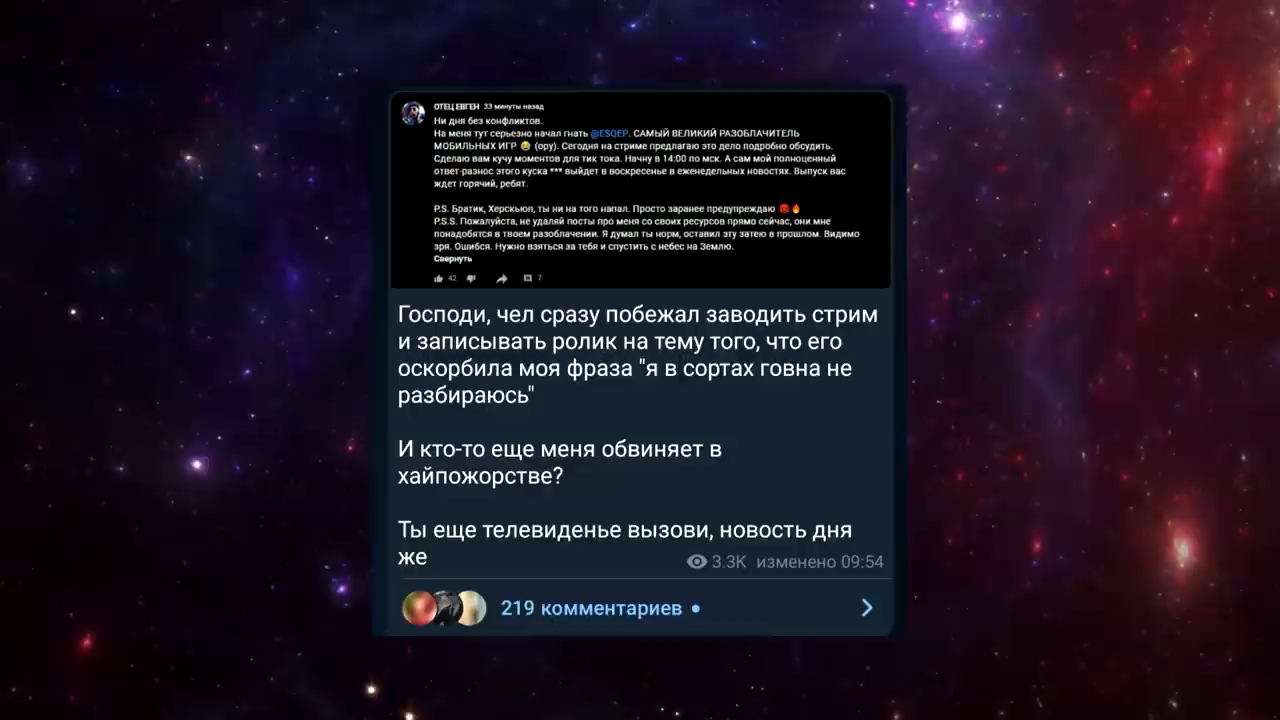 ОТЕЦ ЕВГЕН 33 минуты назад
Ни дня без конфликтов.
На меня тут серьезно начал гнать @ESQEP. САМЫЙ ВЕЛИКИЙ РАЗОБЛАЧИТЕЛЬ
МОБИЛЬНЫХ ИГР 😂 (ору). Сегодня на стриме предлагаю это дело подробно обсудить.
Сделаю вам кучу моментов для тик тока. Начну в 14:00 по мск. А сам мой полноценный
ответ-разнос этого куска *** выйдет в воскресенье в еженедельных новостях. Выпуск вас
ждет горячий, ребят.
P.S. Братик, Херскьюп, ты ни на того напал. Просто заранее предупреждаю 😡🔥
P.S.S. Пожалуйста, не удаляй посты про меня со своих ресурсов прямо сейчас, они мне
понадобятся в твоем разоблачении. Я думал ты норм, оставил эту затею в прошлом. Видимо
зря. Ошибся. Нужно взяться за тебя и спустить с небес на Землю.
Свернуть
42 7
Господи, чел сразу побежал заводить стрим
и записывать ролик на тему того, что его
оскорбила моя фраза "я в сортах говна не
разбираюсь"
И кто-то еще меня обвиняет в
хайпожорстве?
Ты еще телевиденье вызови, новость дня
же
3.3K изменено 09:54
219 комментариев